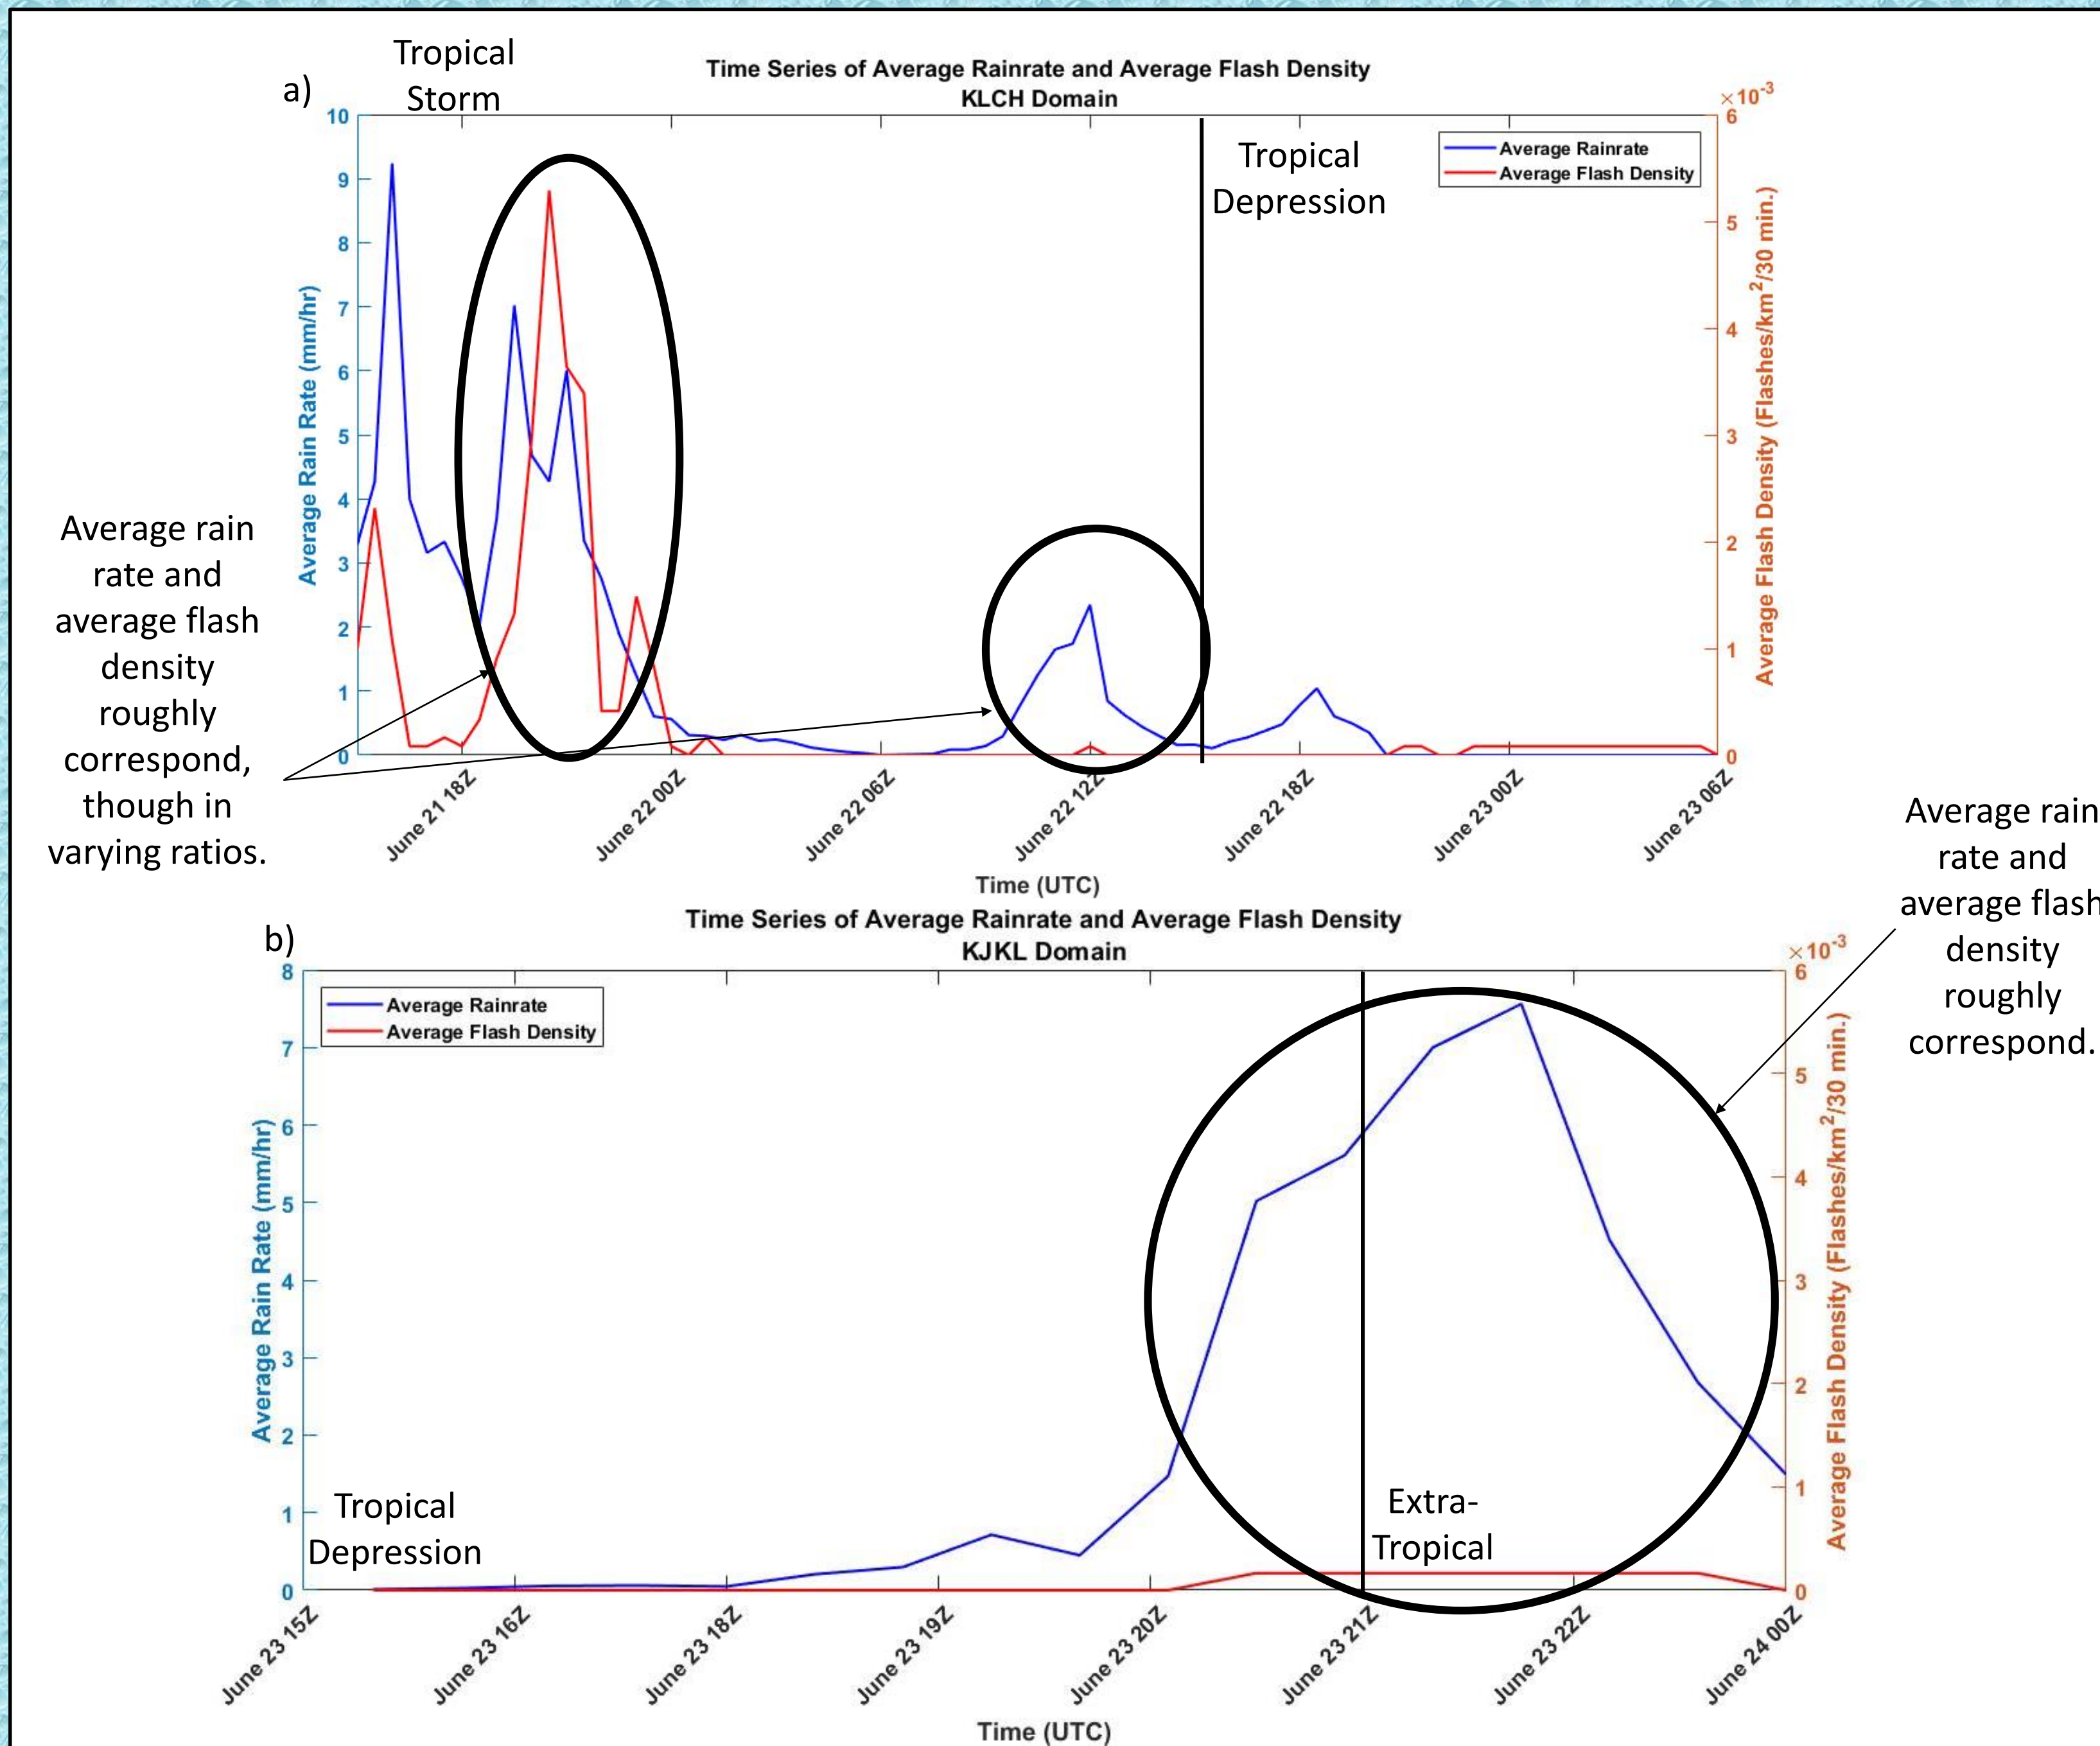 Tropical
Storm
a)
Time Series of Average Rainrate and Average Flash Density
KLCH Domain
×10-3
10
9
8
7
6
5
4
3
2
1
0
Average Rain Rate (mm/hr)
Tropical
Depression
Average Rainrate
Average Flash Density
6
5
4
3
2
1
0
Average Flash Density (Flashes/km2/30 min.)
Average rain
rate and
average flash
density
roughly
correspond,
though in
varying ratios.
June 21 18Z
June 22 00Z
June 22 06Z
June 22 12Z
June 22 18Z
June 23 00Z
June 23 06Z
Time (UTC)
Average rain
rate and
average flash
density
roughly
correspond.
b)
Time Series of Average Rainrate and Average Flash Density
KJKL Domain
×10-3
8
7
6
5
4
3
2
1
0
Average Rain Rate (mm/hr)
Average Rainrate
Average Flash Density
Tropical
Depression
Extra-
Tropical
6
5
4
3
2
1
0
Average Flash Density (Flashes/km2/30 min.)
June 23 15Z
June 23 16Z
June 23 18Z
June 23 19Z
June 23 20Z
June 23 21Z
June 23 22Z
June 24 00Z
Time (UTC)